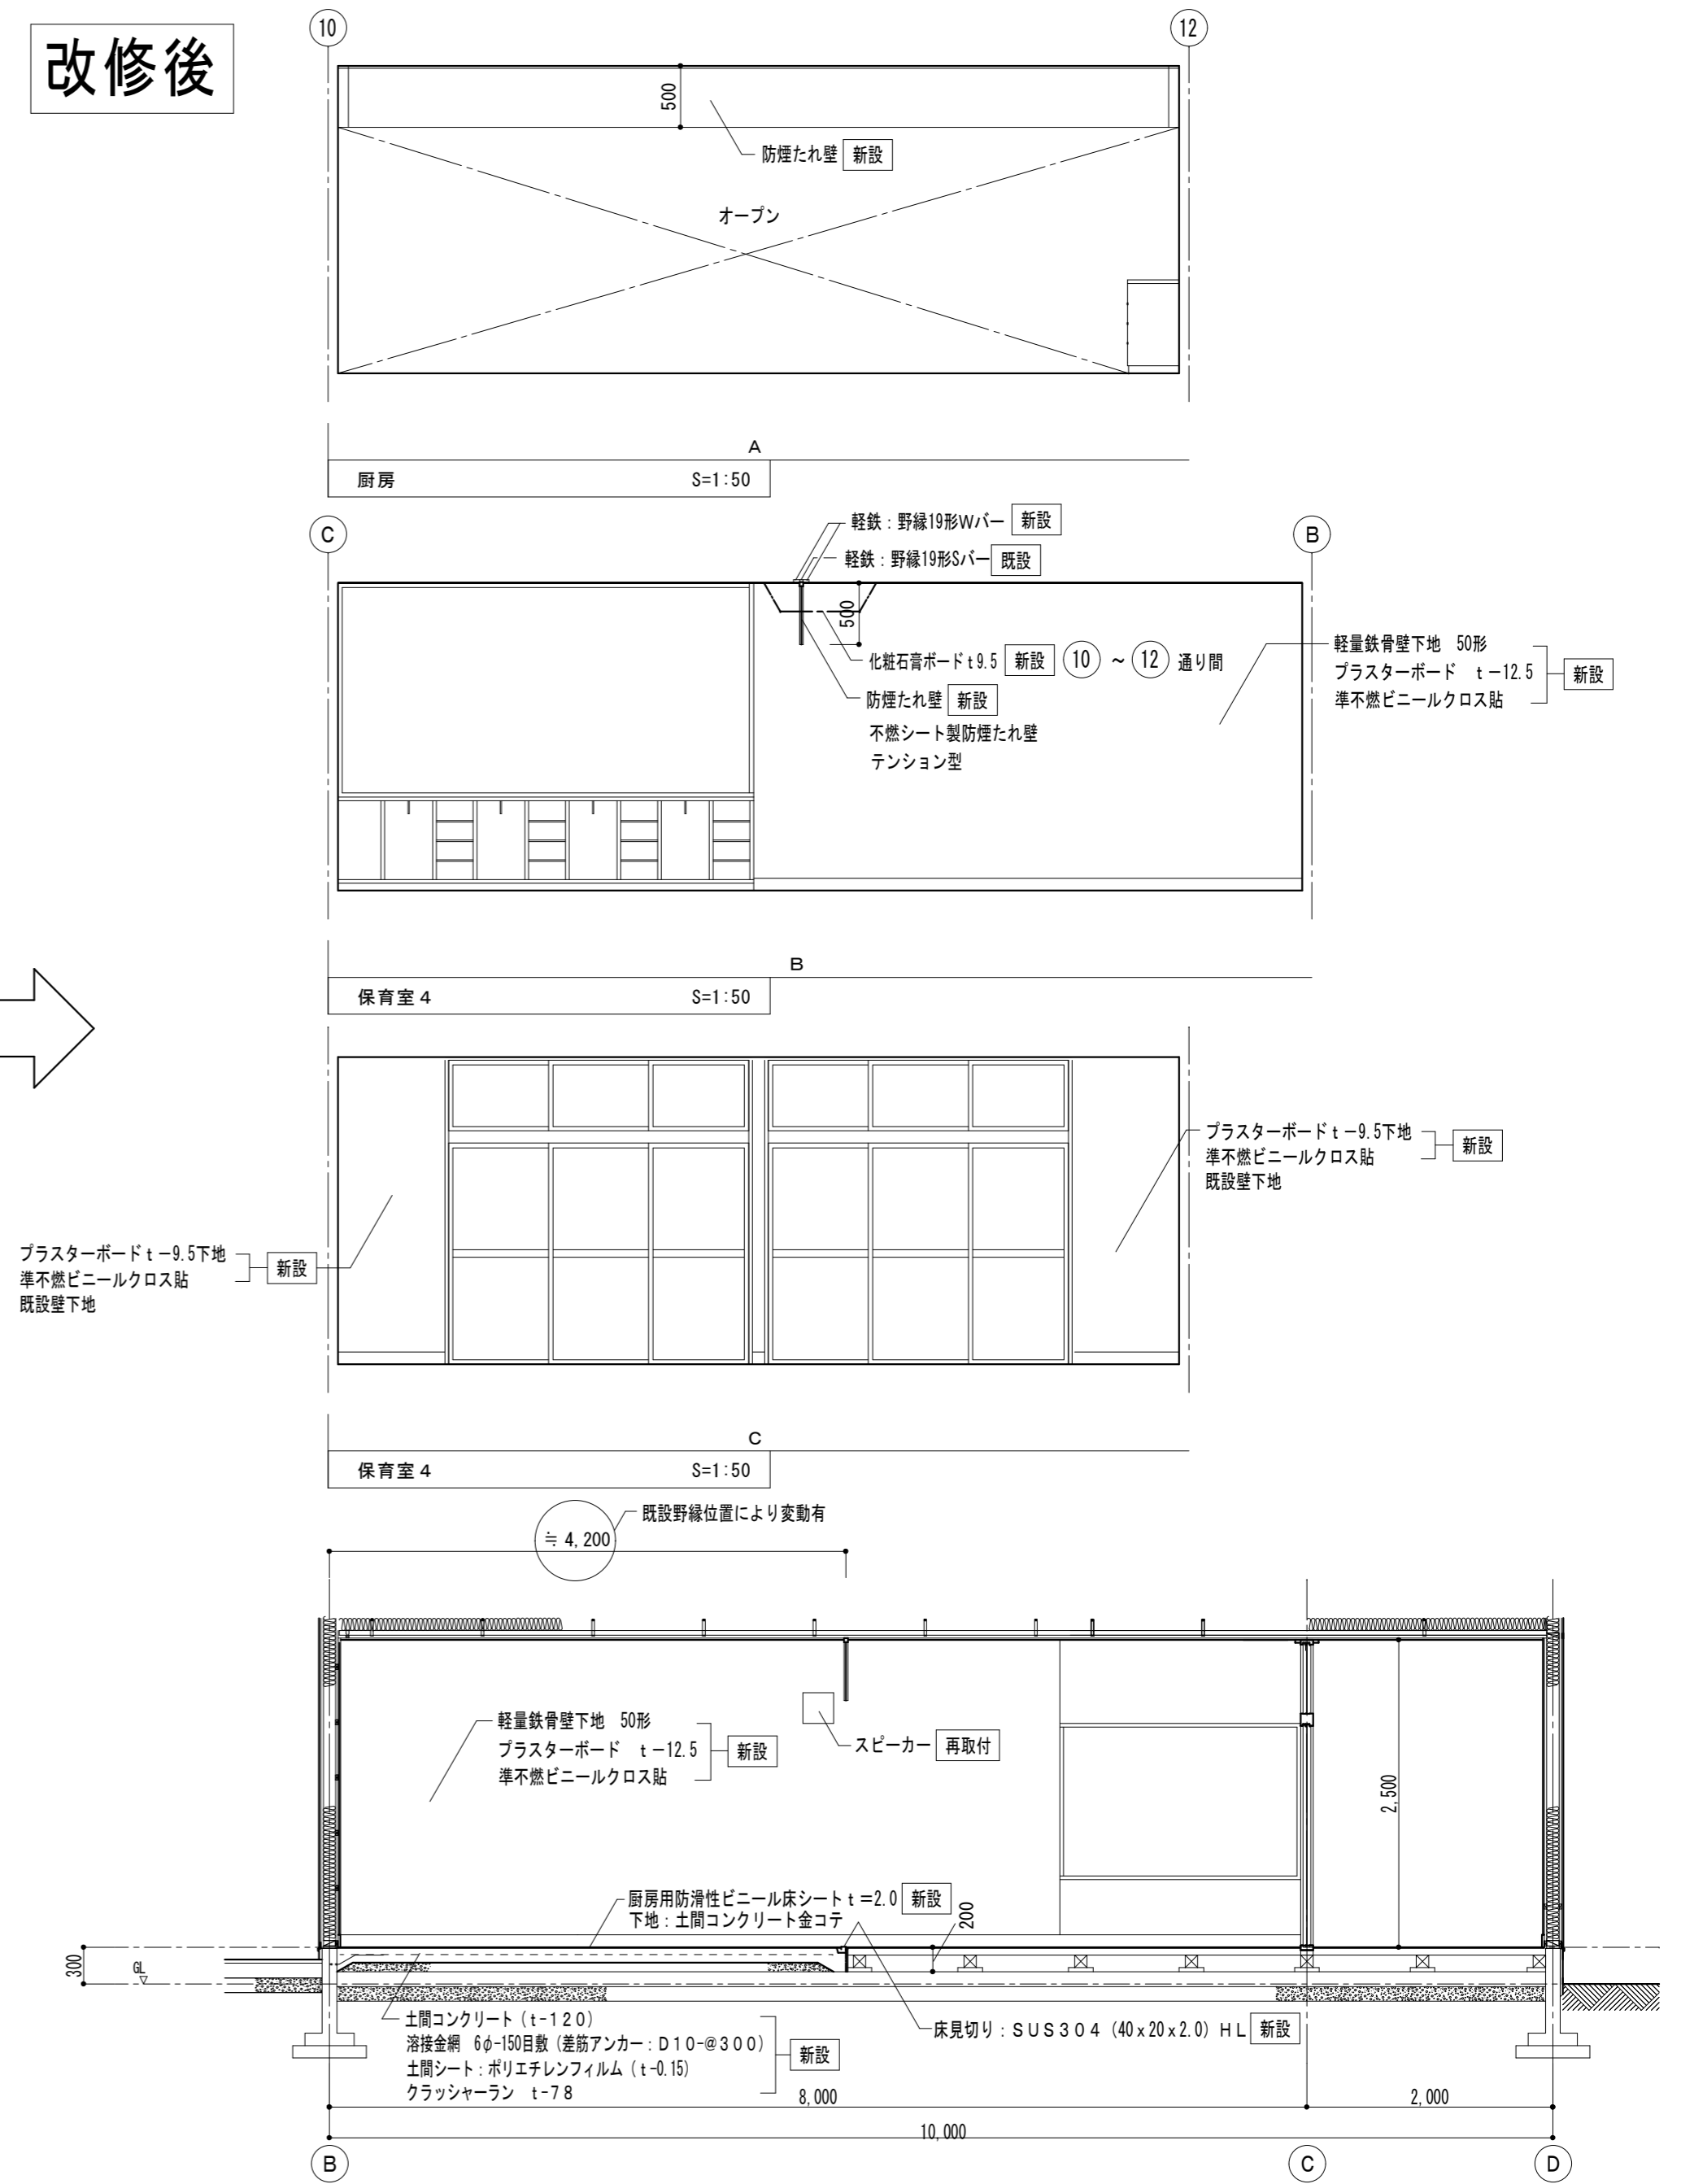 改修後
10
12
500
防煙たれ壁 新設
オープン
A
厨房 S=1:50
C
B
軽鉄：野縁19形Wバー 新設
軽鉄：野縁19形Sバー 既設
500
化粧石膏ボードt9.5 新設 10 ～ 12 通り間
防煙たれ壁 新設
不燃シート製防煙たれ壁
テンション型
軽量鉄骨壁下地 50形
プラスターボード t－12.5
準不燃ビニールクロス貼
新設
B
保育室４ S=1:50
プラスターボードt－9.5下地
準不燃ビニールクロス貼
既設壁下地
新設
プラスターボードt－9.5下地
準不燃ビニールクロス貼
既設壁下地
新設
C
保育室４ S=1:50
≒ 4,200
既設野縁位置により変動有
軽量鉄骨壁下地 50形
プラスターボード t－12.5
準不燃ビニールクロス貼
新設
スピーカー 再取付
2,500
厨房用防滑性ビニール床シートt＝2.0 新設
下地：土間コンクリート金コテ
200
300
GL
土間コンクリート（t-120）
溶接金網 6φ-150目敷（差筋アンカー：D10-@300）
土間シート：ポリエチレンフィルム（t-0.15）
クラッシャーラン t-78
新設
床見切り：SUS304（40x20x2.0）HL 新設
8,000
2,000
10,000
B
C
D